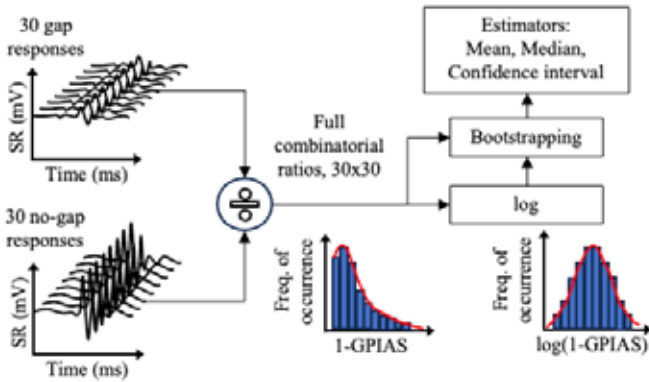 30 gap
responses
SR (mV)
Time (ms)
30 no-gap
responses
SR (mV)
Time (ms)
÷
Full
combinatorial
ratios, 30x30
Estimators:
Mean, Median,
Confidence interval
Bootstrapping
log
Freq. of
occurrence
1-GPIAS
Freq. of
occurrence
log(1-GPIAS)